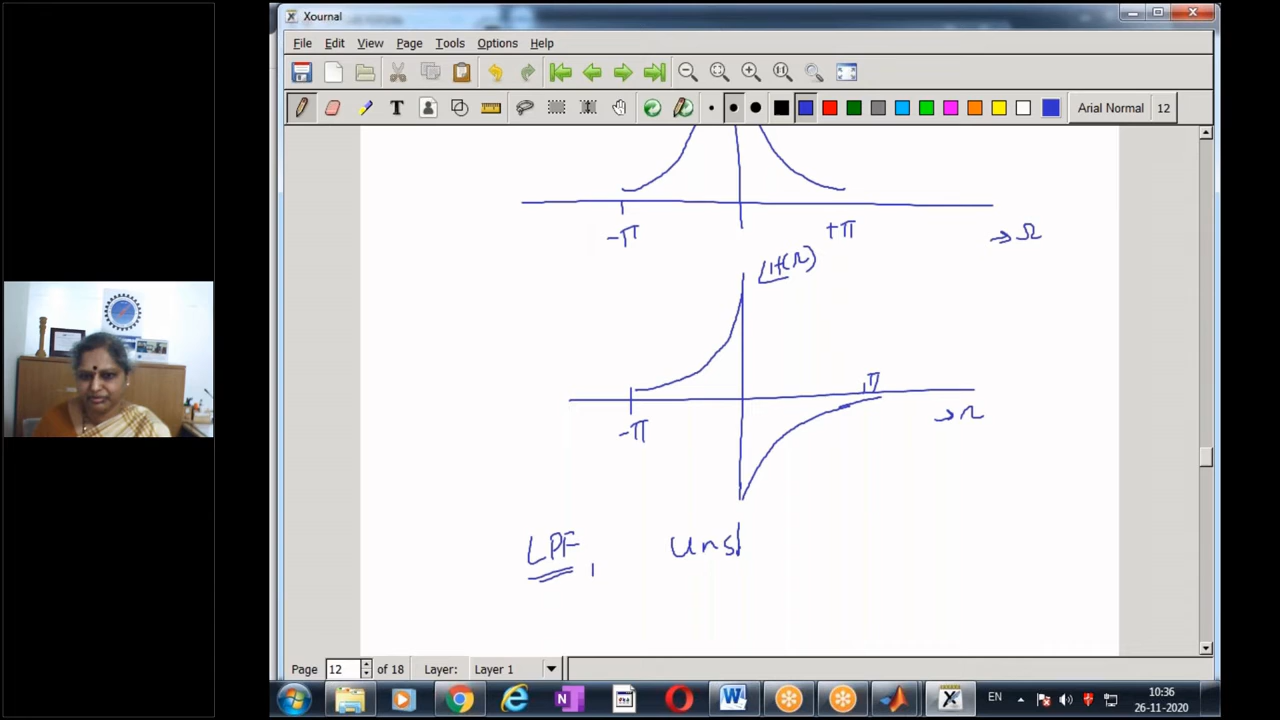 Xournal
File Edit View Page Tools Options Help
Arial Normal 12
-π +π → Ω
∠H(Ω)
π
-π → Ω
LPF, Unst
Page 12 of 18 Layer: Layer 1
EN 10:36
26-11-2020